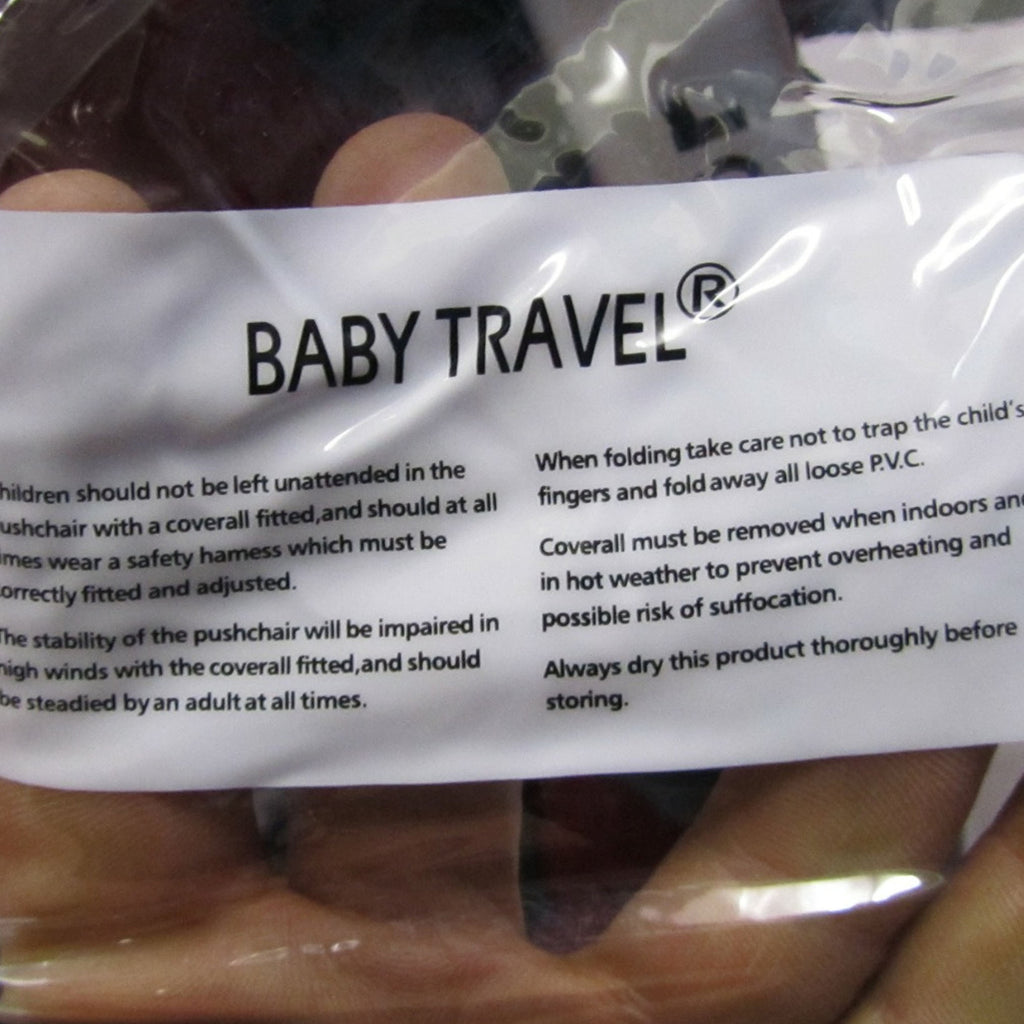 BABY TRAVEL®
hildren should not be left unattended in the
ushchair with a coverall fitted,and should at all
imes wear a safety harness which must be
orrectly fitted and adjusted.
The stability of the pushchair will be impaired in
high winds with the coverall fitted,and should
be steadied by an adult at all times.
When folding take care not to trap the child's
fingers and fold away all loose P.V.C.
Coverall must be removed when indoors and
in hot weather to prevent overheating and
possible risk of suffocation.
Always dry this product thoroughly before
storing.